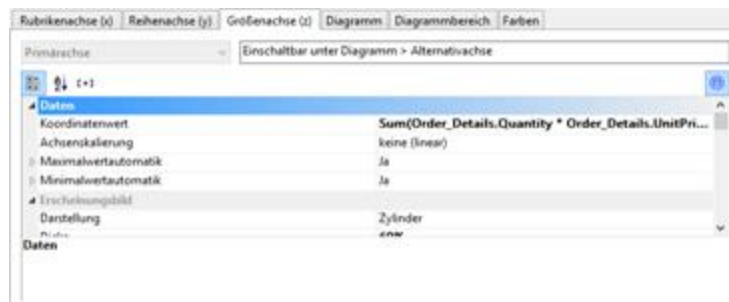 Rubrikenachse (x) Reihenachse (y) Größenachse (z) Diagramm Diagrammbereich Farben
Primärachse Einschaltbar unter Diagramm > Alternativachse
Daten
Koordinatenwert Sum(Order_Details.Quantity * Order_Details.UnitPri...
Achsenskalierung keine (linear)
Maximalwertautomatik Ja
Minimalwertautomatik Ja
Erscheinungsbild
Darstellung Zylinder
60%
Daten